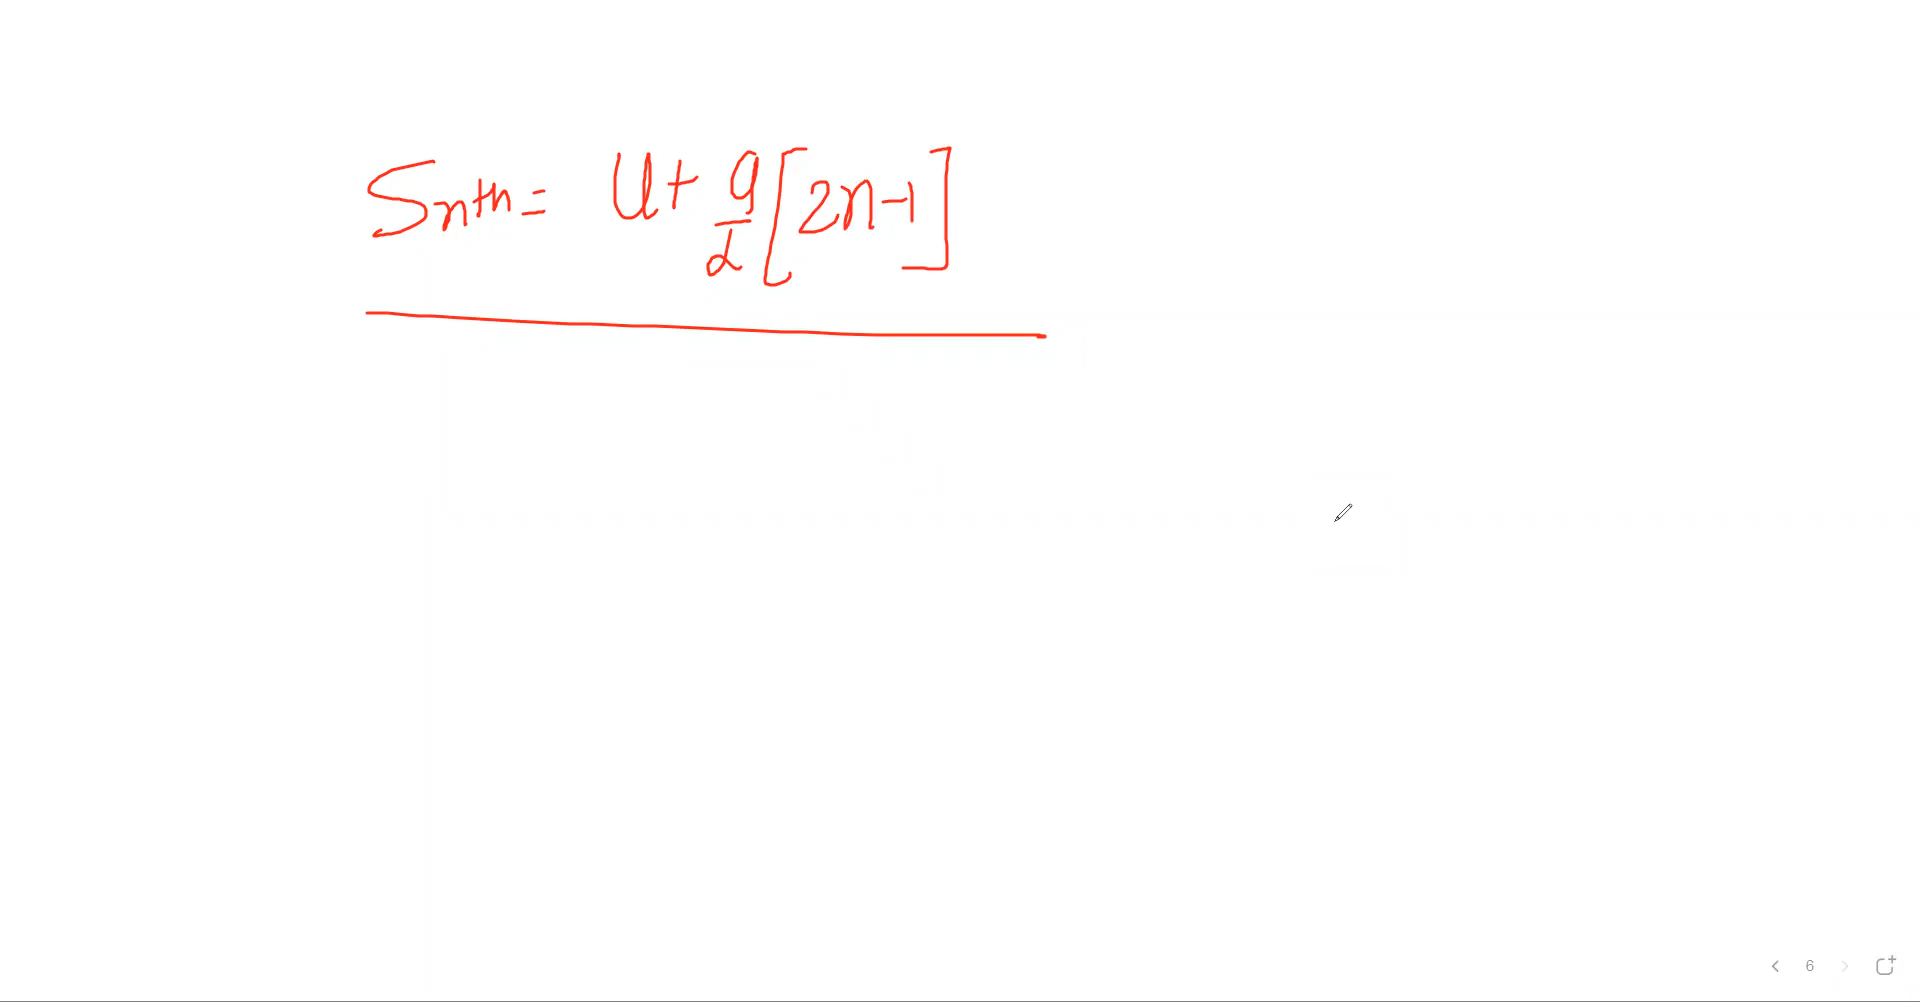 Snth = U + g/2 [2n-1]
6